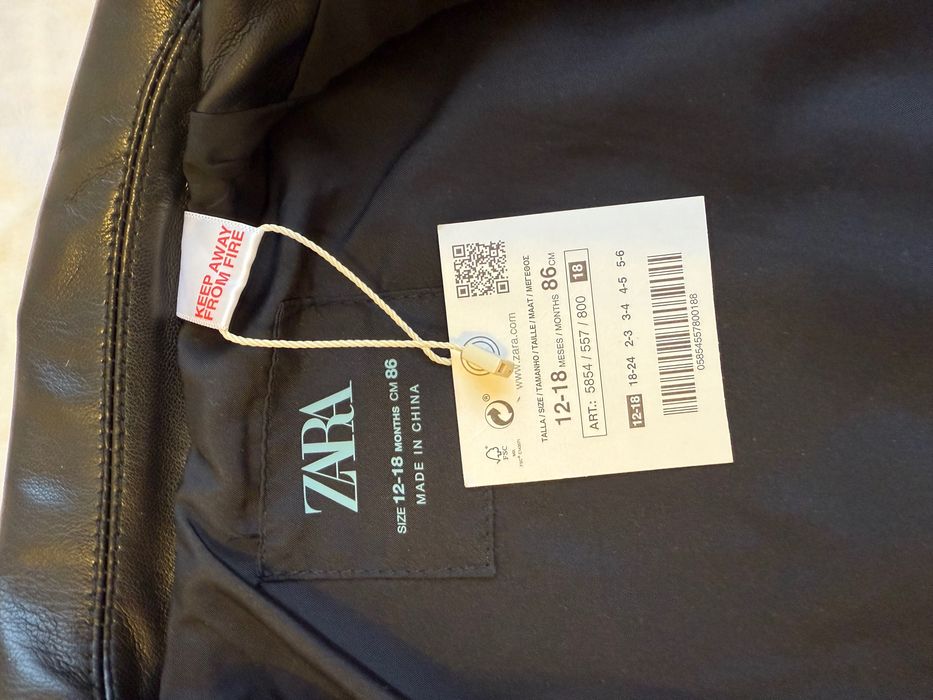 KEEP AWAY
FROM FIRE
ZARA
SIZE 12-18 MONTHS CM 86
MADE IN CHINA
FSC
www.zara.com
TALLA / SIZE / TAMANHO / TAILLE / MAAT / ΜΕΓΕΘΟΣ
12-18 MESES / MONTHS 86 CM
ART.: 5854 / 557 / 800 18
12-18 18-24 2-3 3-4 4-5 5-6
05854557800188